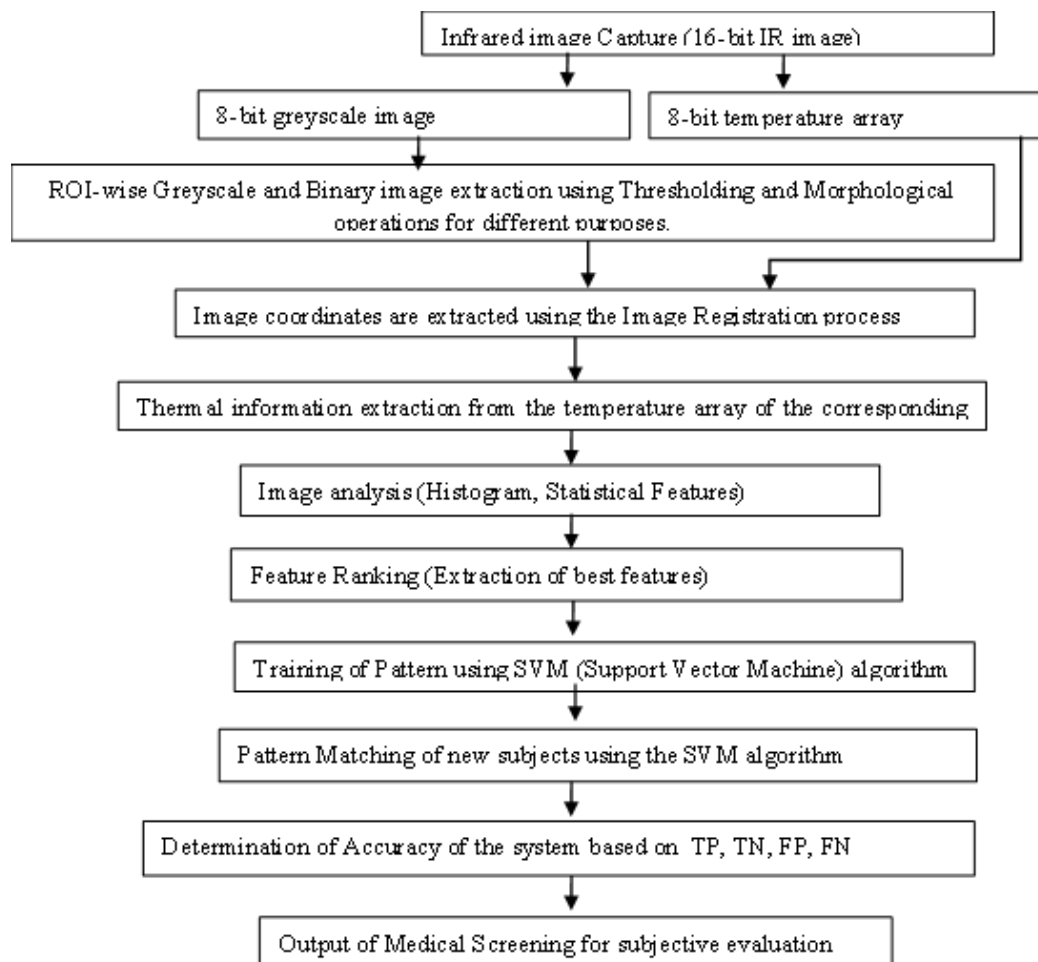 Infrared image Capture (16-bit IR image)
8-bit greyscale image
8-bit temperature array
ROI-wise Greyscale and Binary image extraction using Thresholding and Morphological
operations for different purposes.
Image coordinates are extracted using the Image Registration process
Thermal information extraction from the temperature array of the corresponding
Image analysis (Histogram, Statistical Features)
Feature Ranking (Extraction of best features)
Training of Pattern using SVM (Support Vector Machine) algorithm
Pattern Matching of new subjects using the SVM algorithm
Determination of Accuracy of the system based on TP, TN, FP, FN
Output of Medical Screening for subjective evaluation